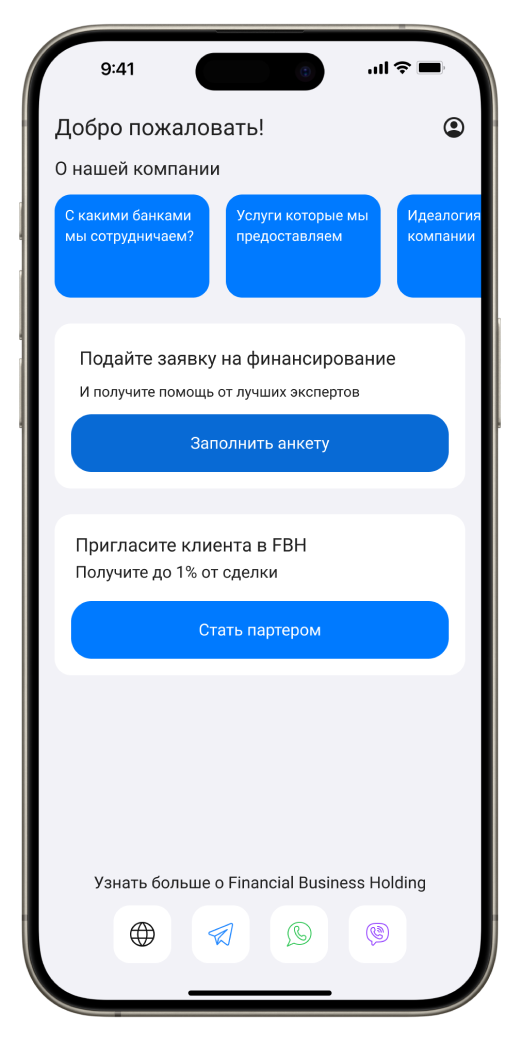 9:41
Добро пожаловать!
О нашей компании
С какими банками
мы сотрудничаем?
Услуги которые мы
предоставляем
Идеалогия
компании
Подайте заявку на финансирование
И получите помощь от лучших экспертов
Заполнить анкету
Пригласите клиента в FBH
Получите до 1% от сделки
Стать партером
Узнать больше о Financial Business Holding